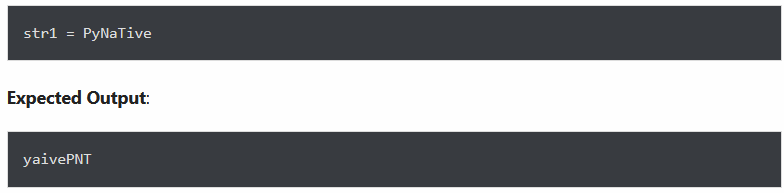 str1 = PyNaTive
Expected Output:
yaivePNT